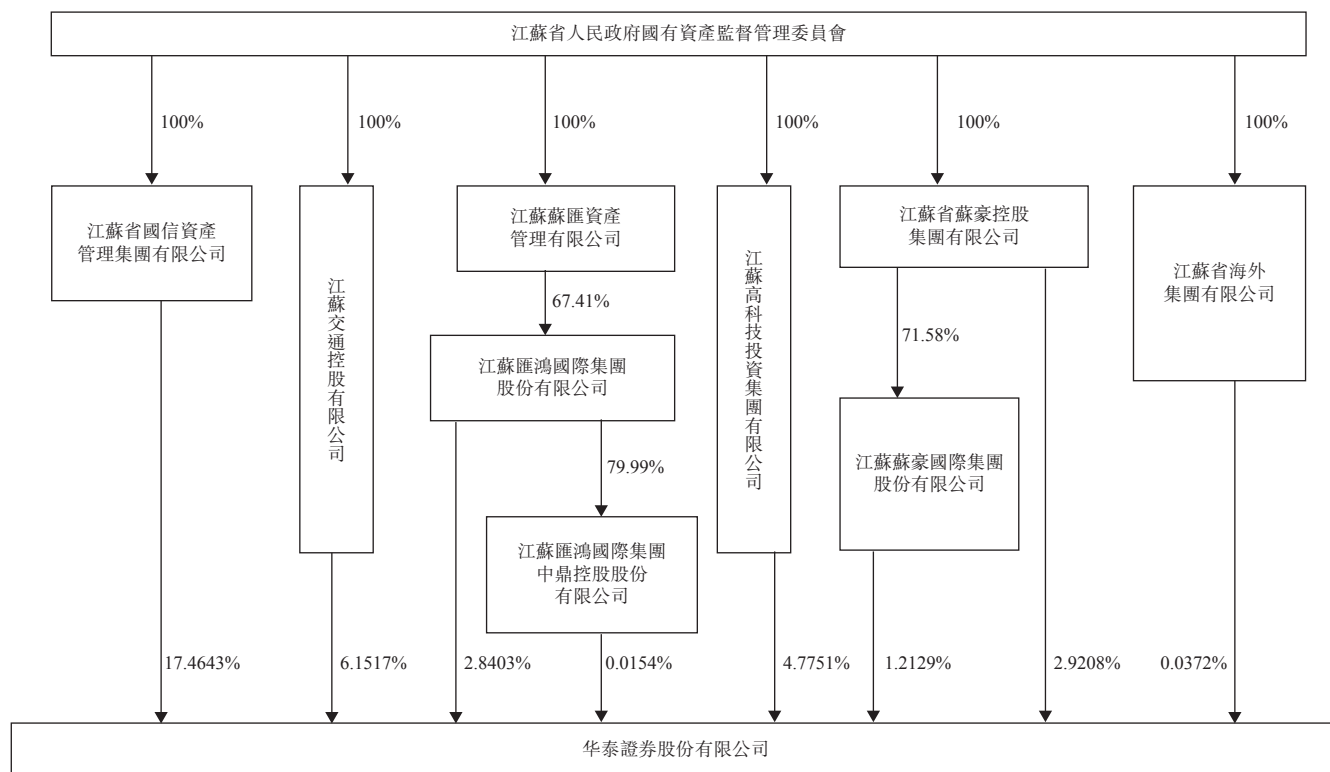 江蘇省人民政府國有資產監督管理委員會
100%
100%
100%
100%
100%
100%
江蘇省國信資產
管理集團有限公司
江蘇交通控股有限公司
江蘇蘇匯資產
管理有限公司
江蘇高科技投資集團有限公司
江蘇省蘇豪控股
集團有限公司
江蘇省海外
集團有限公司
67.41%
71.58%
江蘇匯鴻國際集團
股份有限公司
79.99%
江蘇蘇豪國際集團
股份有限公司
江蘇匯鴻國際集團
中鼎控股股份
有限公司
17.4643%
6.1517%
2.8403%
0.0154%
4.7751%
1.2129%
2.9208%
0.0372%
华泰證券股份有限公司